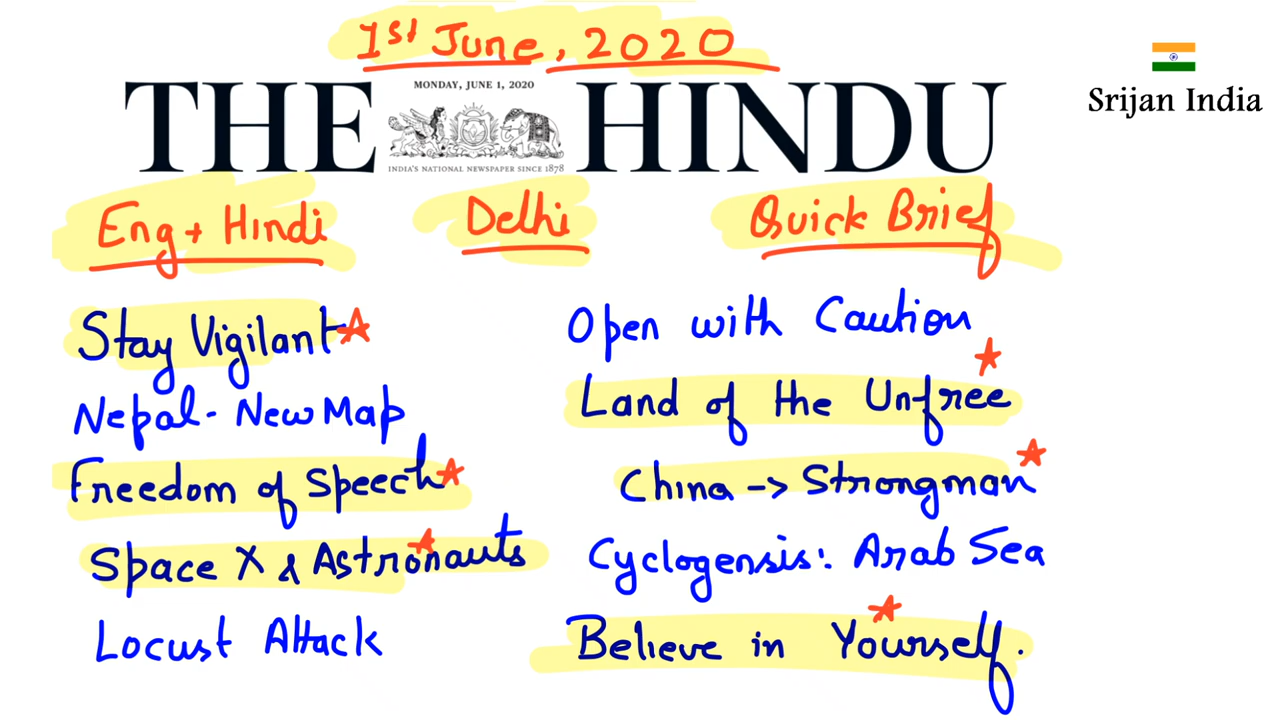 1st June, 2020
Srijan India
THE HINDU
MONDAY, JUNE 1, 2020
INDIA'S NATIONAL NEWSPAPER SINCE 1878
Eng + Hindi
Delhi
Quick Brief
Stay Vigilant
Nepal - New Map
Freedom of Speech
Space X & Astronauts
Locust Attack
Open with Caution
Land of the Unfree
China -> Strongman
Cyclogensis: Arab Sea
Believe in Yourself.